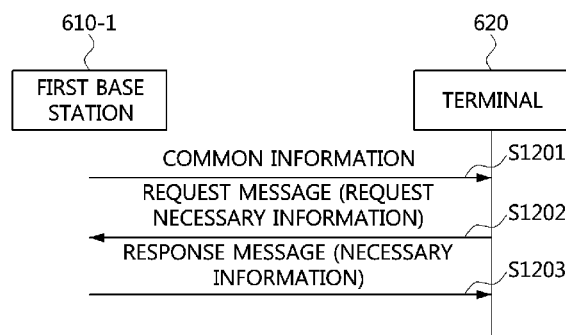 610-1
620
FIRST BASE
STATION
TERMINAL
COMMON INFORMATION
S1201
REQUEST MESSAGE (REQUEST
NECESSARY INFORMATION)
S1202
RESPONSE MESSAGE (NECESSARY
INFORMATION)
S1203